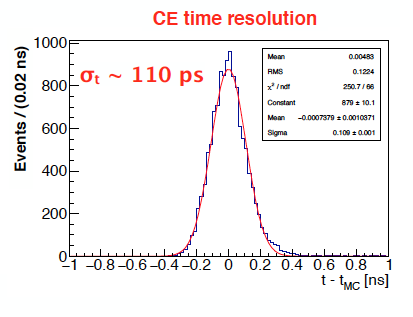 CE time resolution
Events / (0.02 ns)
1000
800
600
400
200
0
σt ~ 110 ps
Mean 0.00483
RMS 0.1224
χ² / ndf 250.7 / 66
Constant 879 ± 10.1
Mean -0.0007379 ± 0.0010371
Sigma 0.109 ± 0.001
-1 -0.8 -0.6 -0.4 -0.2 0 0.2 0.4 0.6 0.8 1
t - tMC [ns]